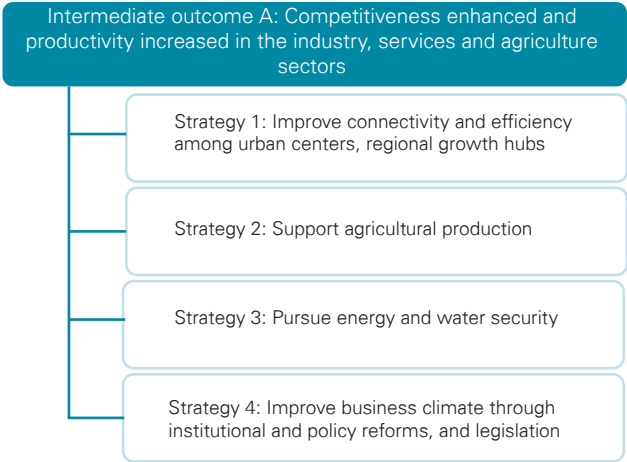 Intermediate outcome A: Competitiveness enhanced and
productivity increased in the industry, services and agriculture
sectors
Strategy 1: Improve connectivity and efficiency
among urban centers, regional growth hubs
Strategy 2: Support agricultural production
Strategy 3: Pursue energy and water security
Strategy 4: Improve business climate through
institutional and policy reforms, and legislation